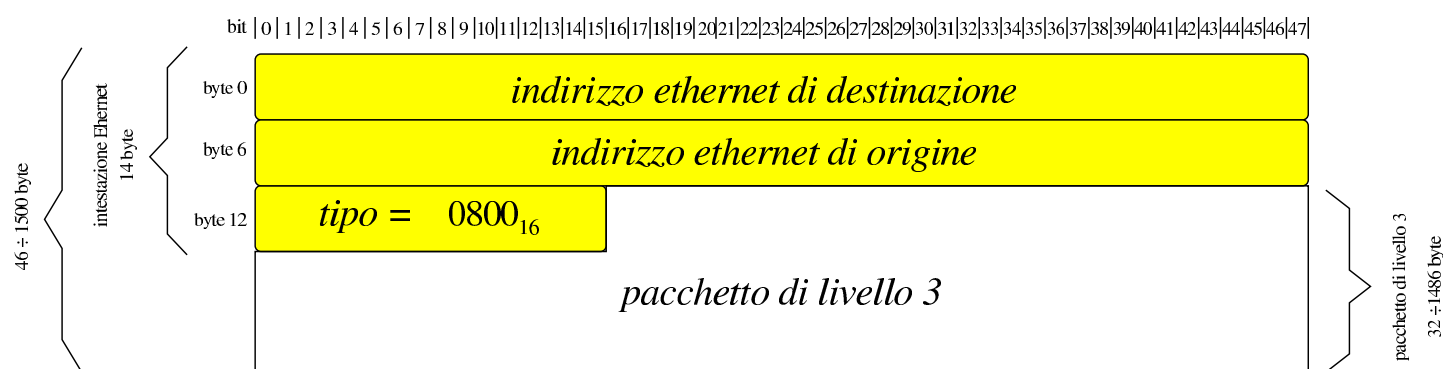 bit 0 1 2 3 4 5 6 7 8 9 10 11 12 13 14 15 16 17 18 19 20 21 22 23 24 25 26 27 28 29 30 31 32 33 34 35 36 37 38 39 40 41 42 43 44 45 46 47
byte 0
indirizzo ethernet di destinazione
byte 6
indirizzo ethernet di origine
byte 12
tipo = 0800₁₆
pacchetto di livello 3
46 ÷ 1500 byte
intestazione Ehernet
14 byte
pacchetto di livello 3
32 ÷1486 byte